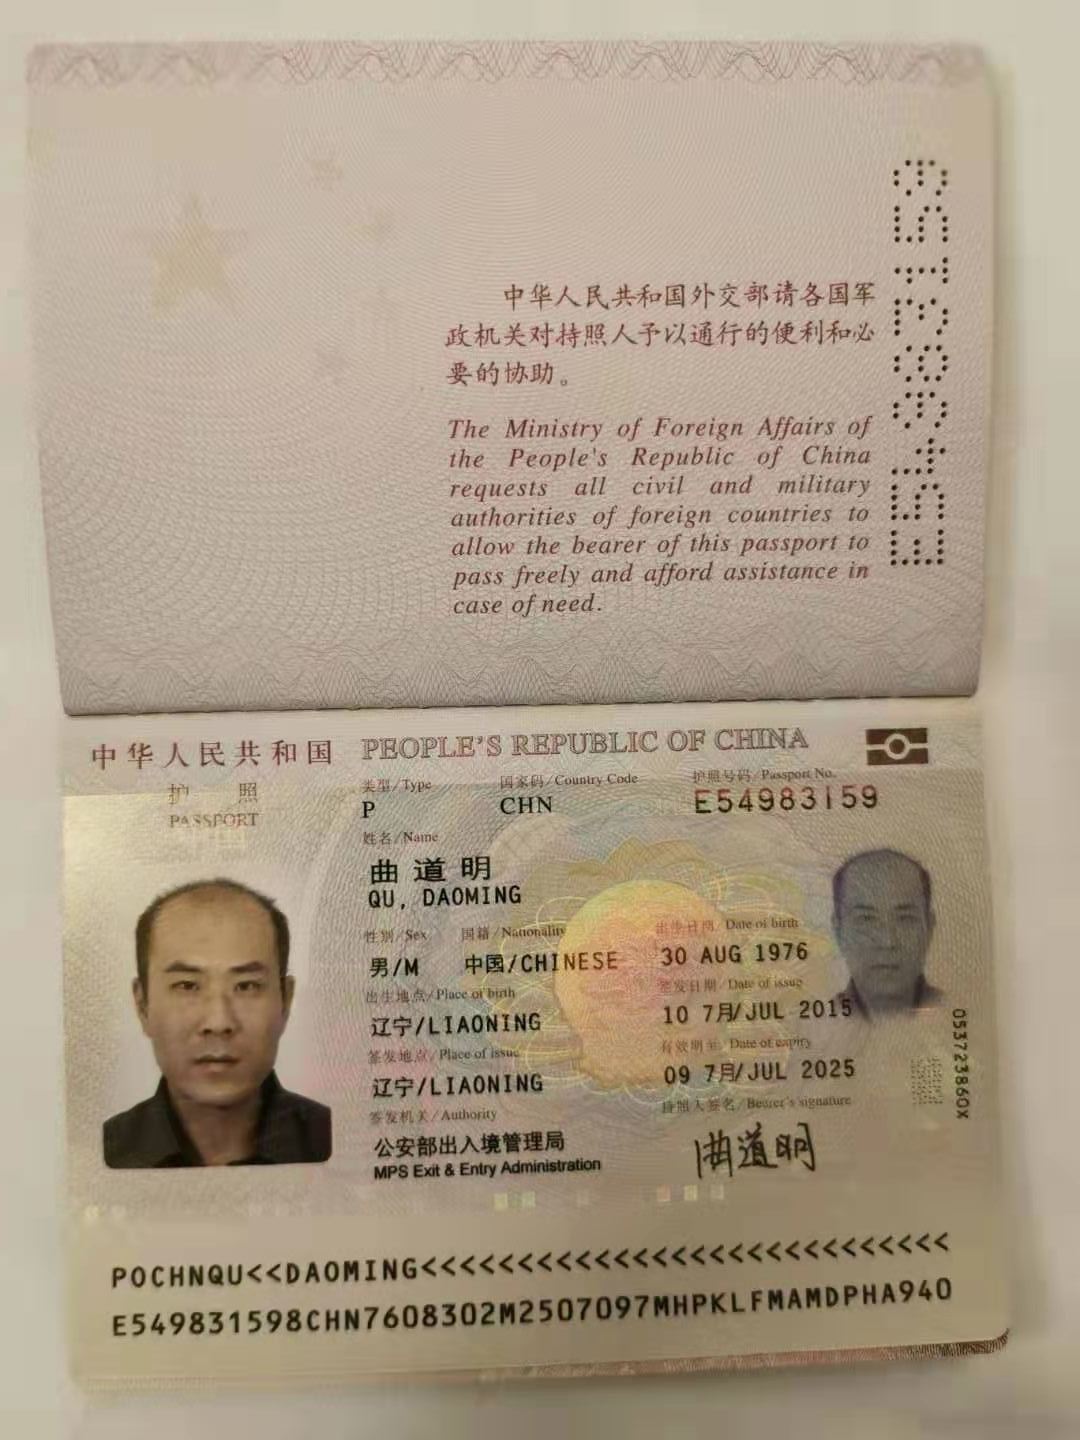 中华人民共和国外交部请各国军
政机关对持照人予以通行的便利和必
要的协助。
The Ministry of Foreign Affairs of
the People's Republic of China
requests all civil and military
authorities of foreign countries to
allow the bearer of this passport to
pass freely and afford assistance in
case of need.
E54983159
中华人民共和国 PEOPLE'S REPUBLIC OF CHINA
护 照
PASSPORT
类型/Type 国家码/Country Code 护照号码/Passport No.
P CHN E54983159
姓名/Name
曲道明
QU, DAOMING
性别/Sex 国籍/Nationality 出生日期/Date of birth
男/M 中国/CHINESE 30 AUG 1976
出生地点/Place of birth 签发日期/Date of issue
辽宁/LIAONING 10 7月/JUL 2015
签发地点/Place of issue 有效期至/Date of expiry
辽宁/LIAONING 09 7月/JUL 2025
签发机关/Authority 持照人签名/Bearer's signature
公安部出入境管理局
MPS Exit & Entry Administration
曲道明
053723860X
POCHNQU<<DAOMING<<<<<<<<<<<<<<<<<<<<<<<<<<<<
E549831598CHN7608302M2507097MHPKLFMAMDPHA940